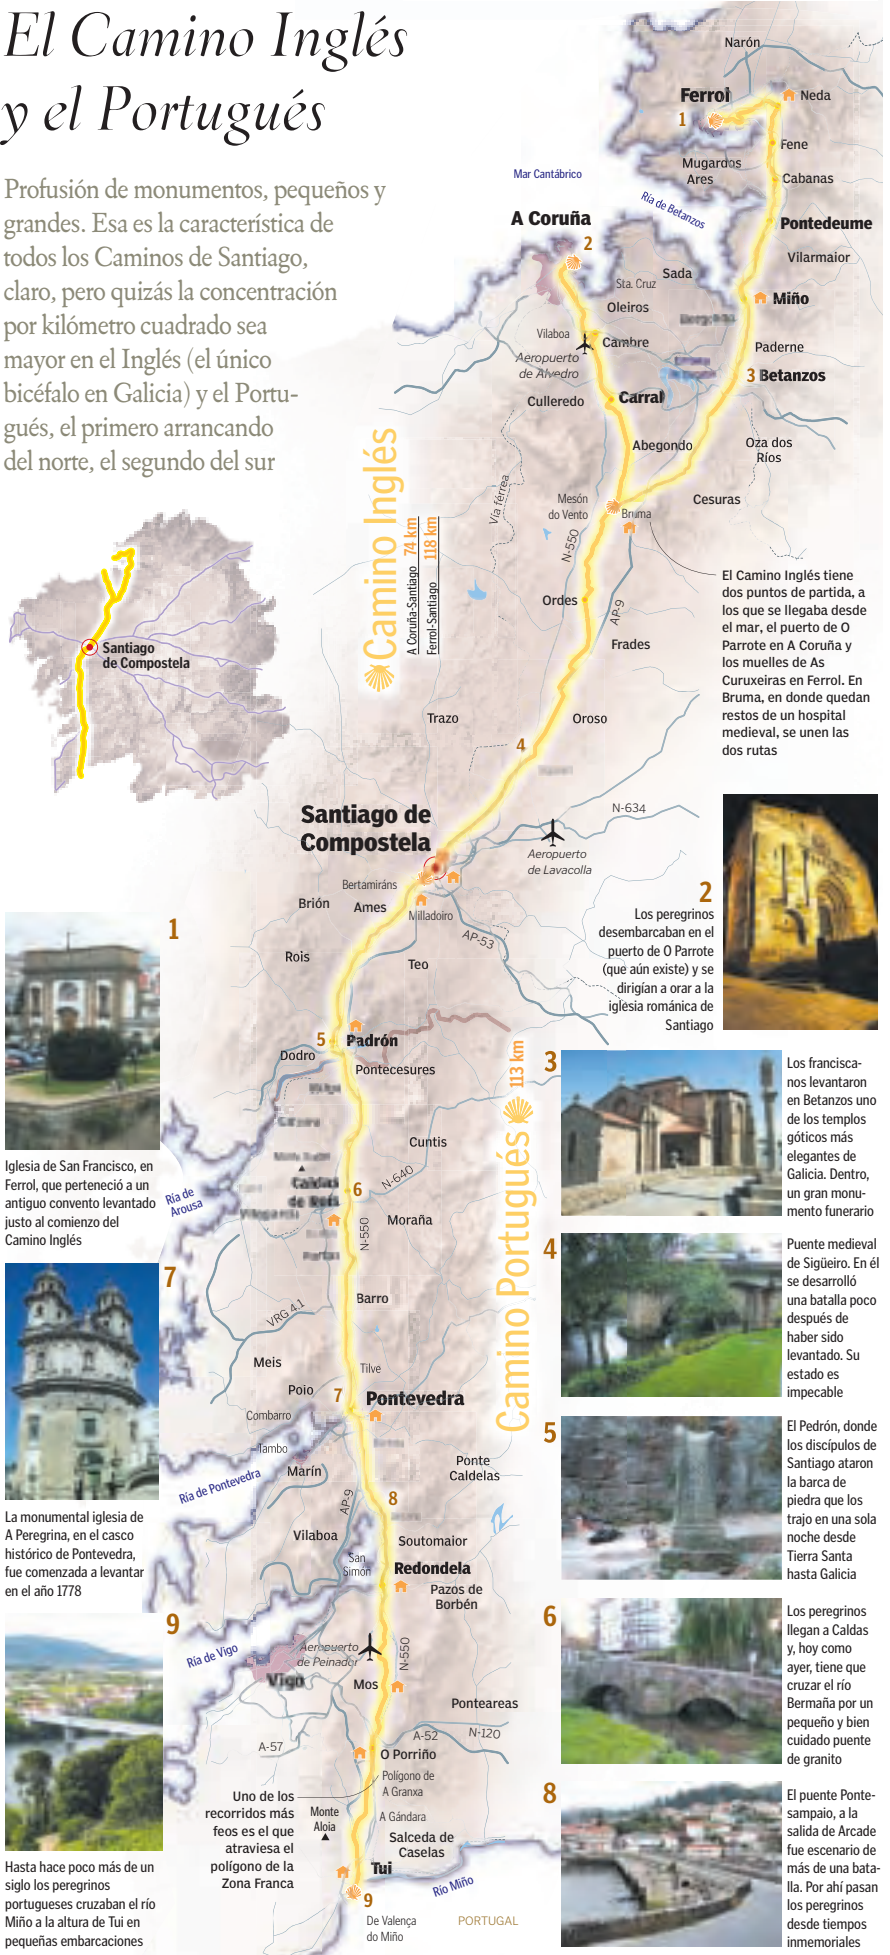 El Camino Inglés
y el Portugués
Profusión de monumentos, pequeños y
grandes. Esa es la característica de
todos los Caminos de Santiago,
claro, pero quizás la concentración
por kilómetro cuadrado sea
mayor en el Inglés (el único
bicéfalo en Galicia) y el Portu-
gués, el primero arrancando
del norte, el segundo del sur
Santiago
de Compostela
Camino Inglés
A Coruña-Santiago 74 km
Ferrol-Santiago 118 km
Narón
Ferrol
1
Neda
Fene
Mugardos
Ares
Cabanas
Mar Cantábrico
Ría de Betanzos
Pontedeume
A Coruña
2
Vilarmaior
Sada
Sta. Cruz
Miño
Oleiros
Vilaboa
Cambre
Paderne
Aeropuerto
de Alvedro
3 Betanzos
Culleredo
Carral
Abegondo
Oza dos
Ríos
Vía férrea
Mesón
do Vento
Cesuras
Bruma
N-550
Ordes
AP-9
Frades
El Camino Inglés tiene
dos puntos de partida, a
los que se llegaba desde
el mar, el puerto de O
Parrote en A Coruña y
los muelles de As
Curuxeiras en Ferrol. En
Bruma, en donde quedan
restos de un hospital
medieval, se unen las
dos rutas
Trazo
Oroso
4
Santiago de
Compostela
N-634
Aeropuerto
de Lavacolla
Bertamiráns
Brión
Ames
Milladoiro
AP-53
Rois
Teo
5
Padrón
Dodro
Pontecesures
Camino Portugués
113 km
Cuntis
N-640
Ría de
Arousa
6
Moraña
N-550
Barro
VRG 4.1
Meis
Tilve
Poio
7
Pontevedra
Combarro
Tambo
Marín
Ponte
Caldelas
Ría de Pontevedra
AP-9
8
Vilaboa
Soutomaior
San
Simón
Redondela
Pazos de
Borbén
Ría de Vigo
Aeropuerto
de Peinador
N-550
Vigo
Mos
Ponteareas
A-57
A-52
N-120
O Porriño
Polígono de
A Granxa
Uno de los
recorridos más
feos es el que
atraviesa el
polígono de la
Zona Franca
Monte
Aloia
A Gándara
Salceda de
Caselas
Tui
Río Miño
9
De Valença
do Miño
PORTUGAL
1
Iglesia de San Francisco, en
Ferrol, que perteneció a un
antiguo convento levantado
justo al comienzo del
Camino Inglés
7
La monumental iglesia de
A Peregrina, en el casco
histórico de Pontevedra,
fue comenzada a levantar
en el año 1778
9
Hasta hace poco más de un
siglo los peregrinos
portugueses cruzaban el río
Miño a la altura de Tui en
pequeñas embarcaciones
2
Los peregrinos
desembarcaban en el
puerto de O Parrote
(que aún existe) y se
dirigían a orar a la
iglesia románica de
Santiago
3
Los francisca-
nos levantaron
en Betanzos uno
de los templos
góticos más
elegantes de
Galicia. Dentro,
un gran monu-
mento funerario
4
Puente medieval
de Sigüeiro. En él
se desarrolló
una batalla poco
después de
haber sido
levantado. Su
estado es
impecable
5
El Pedrón, donde
los discípulos de
Santiago ataron
la barca de
piedra que los
trajo en una sola
noche desde
Tierra Santa
hasta Galicia
6
Los peregrinos
llegan a Caldas
y, hoy como
ayer, tiene que
cruzar el río
Bermaña por un
pequeño y bien
cuidado puente
de granito
8
El puente Ponte-
sampaio, a la
salida de Arcade
fue escenario de
más de una bata-
lla. Por ahí pasan
los peregrinos
desde tiempos
inmemoriales